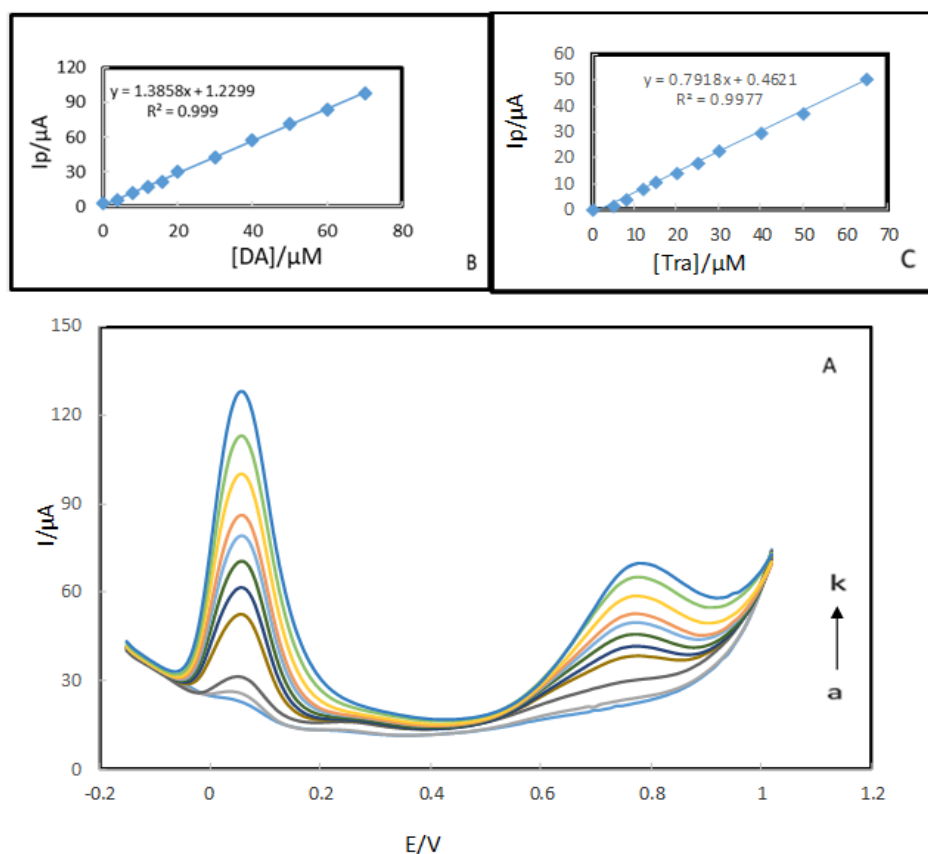 120
90
60
30
0
Ip/μA
y = 1.3858x + 1.2299
R² = 0.999
0 20 40 60 80
[DA]/μM
B
60
50
40
30
20
10
0
Ip/μA
y = 0.7918x + 0.4621
R² = 0.9977
0 10 20 30 40 50 60 70
[Tra]/μM
C
150
120
90
60
30
0
I/μA
A
k
a
-0.2 0 0.2 0.4 0.6 0.8 1 1.2
E/V